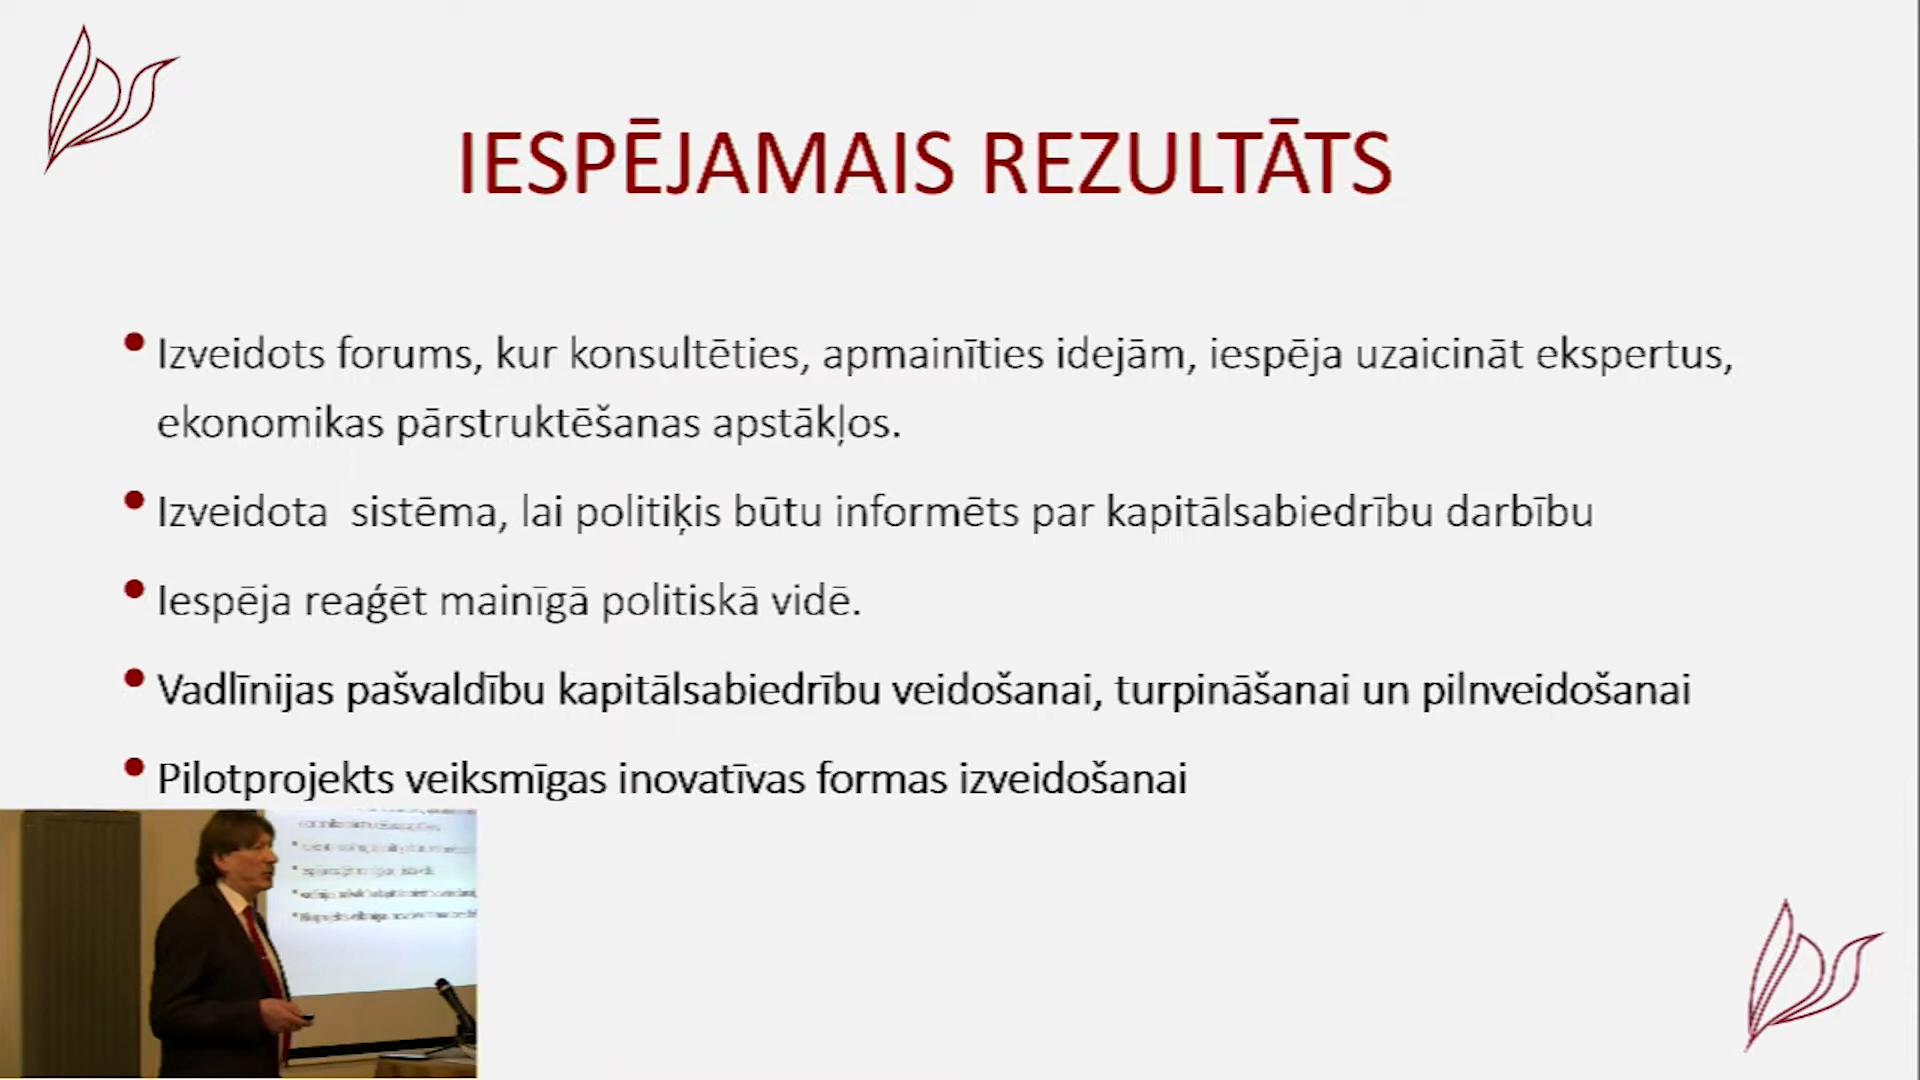 IESPĒJAMAIS REZULTĀTS
• Izveidots forums, kur konsultēties, apmainīties idejām, iespēja uzaicināt ekspertus,
ekonomikas pārstruktēšanas apstākļos.
• Izveidota sistēma, lai politiķis būtu informēts par kapitālsabiedrību darbību
• Iespēja reaģēt mainīgā politiskā vidē.
• Vadlīnijas pašvaldību kapitālsabiedrību veidošanai, turpināšanai un pilnveidošanai
• Pilotprojekts veiksmīgas inovatīvas formas izveidošanai